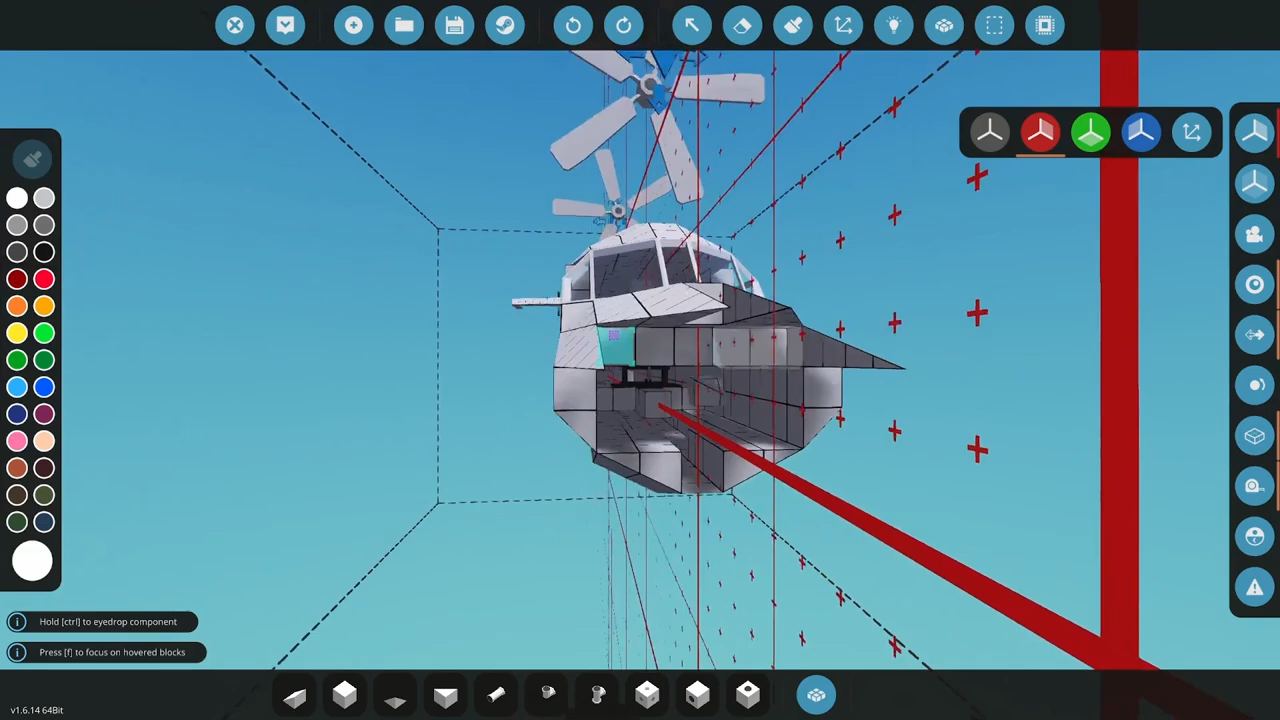 Hold [ctrl] to eyedrop component
Press [f] to focus on hovered blocks
v1.6.14 64Bit